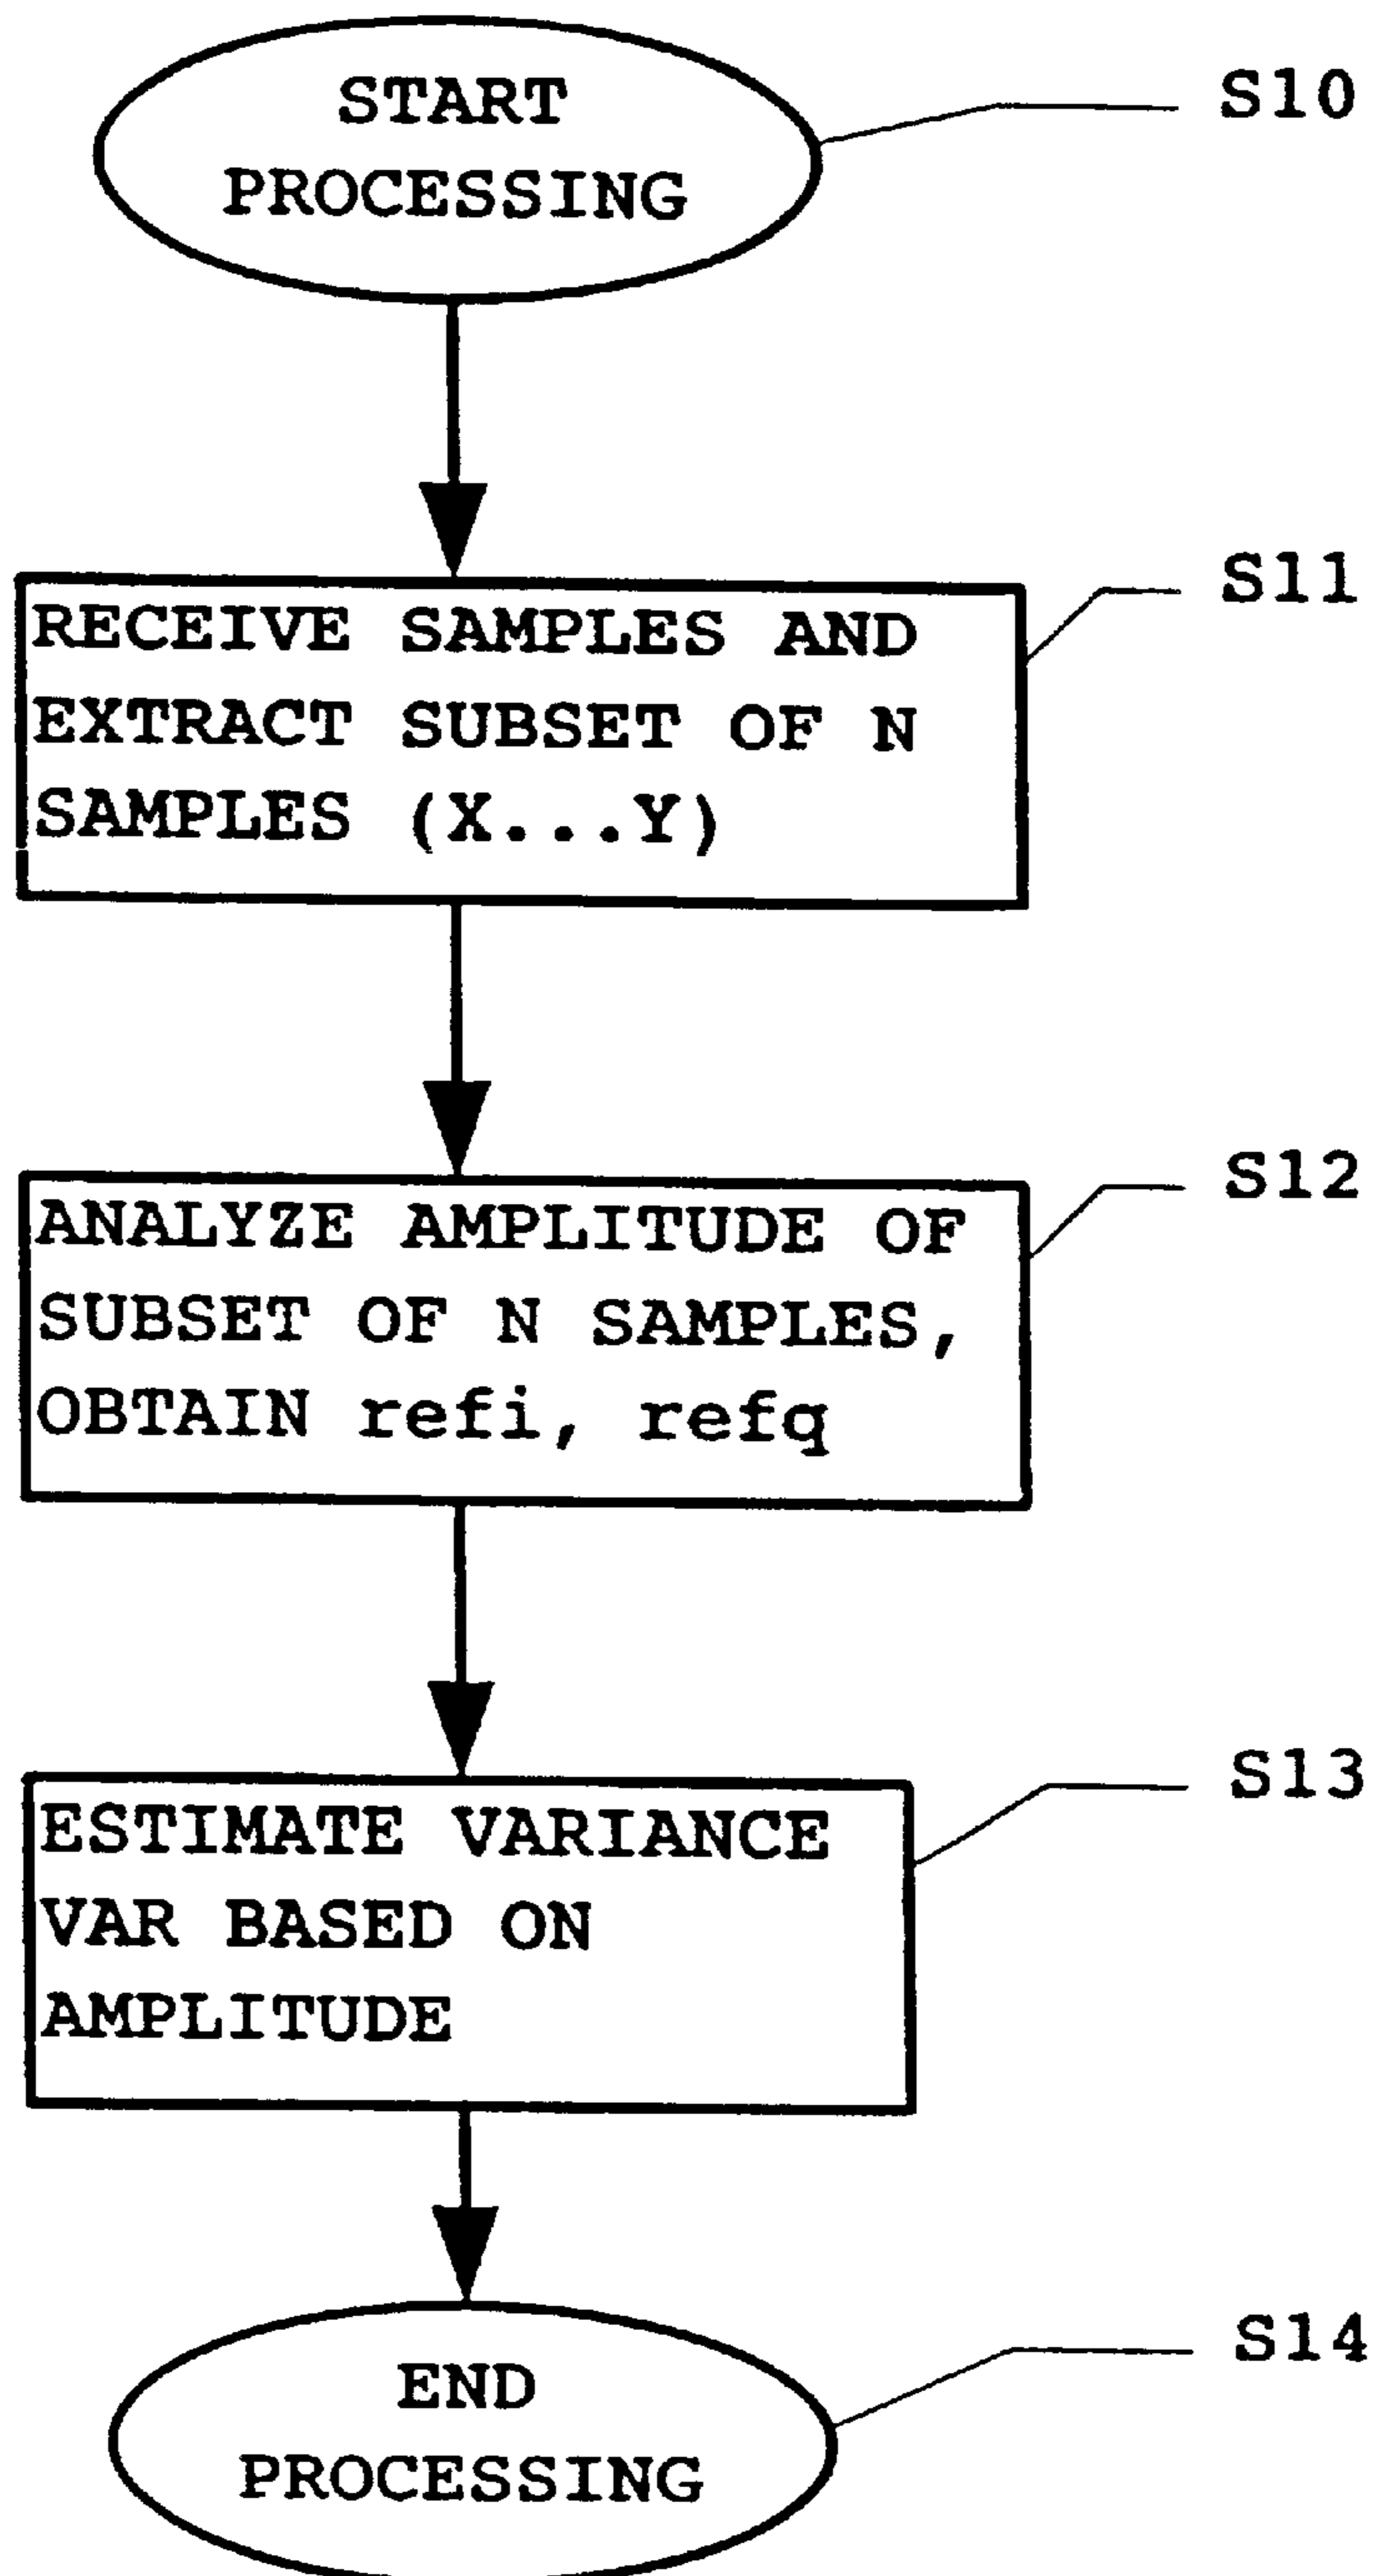 START
PROCESSING
S10
RECEIVE SAMPLES AND
EXTRACT SUBSET OF N
SAMPLES (X...Y)
S11
ANALYZE AMPLITUDE OF
SUBSET OF N SAMPLES,
OBTAIN refi, refq
S12
ESTIMATE VARIANCE
VAR BASED ON
AMPLITUDE
S13
END
PROCESSING
S14